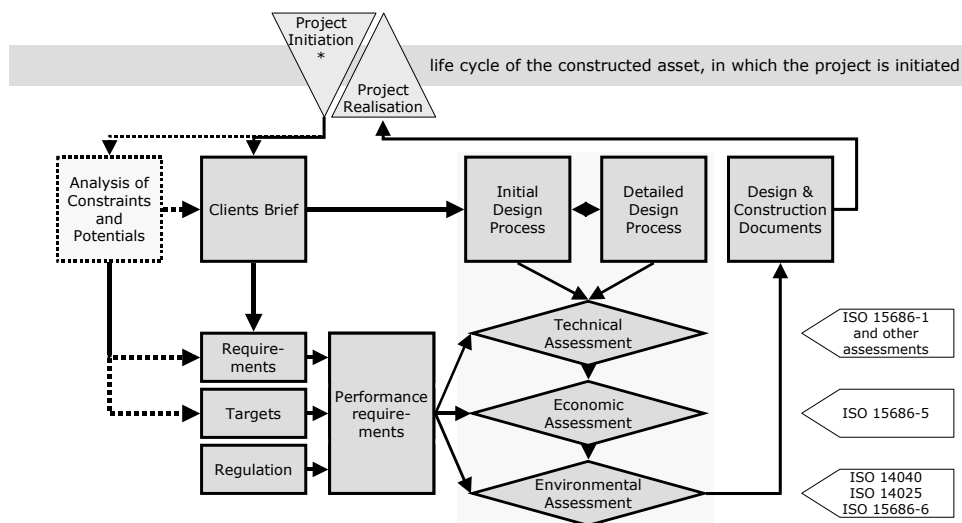 Project
Initiation
*
life cycle of the constructed asset, in which the project is initiated
Project
Realisation
Analysis of
Constraints
and
Potentials
Clients Brief
Initial
Design
Process
Detailed
Design
Process
Design &
Construction
Documents
Require-
ments
Targets
Regulation
Performance
require-
ments
Technical
Assessment
Economic
Assessment
Environmental
Assessment
ISO 15686-1
and other
assessments
ISO 15686-5
ISO 14040
ISO 14025
ISO 15686-6